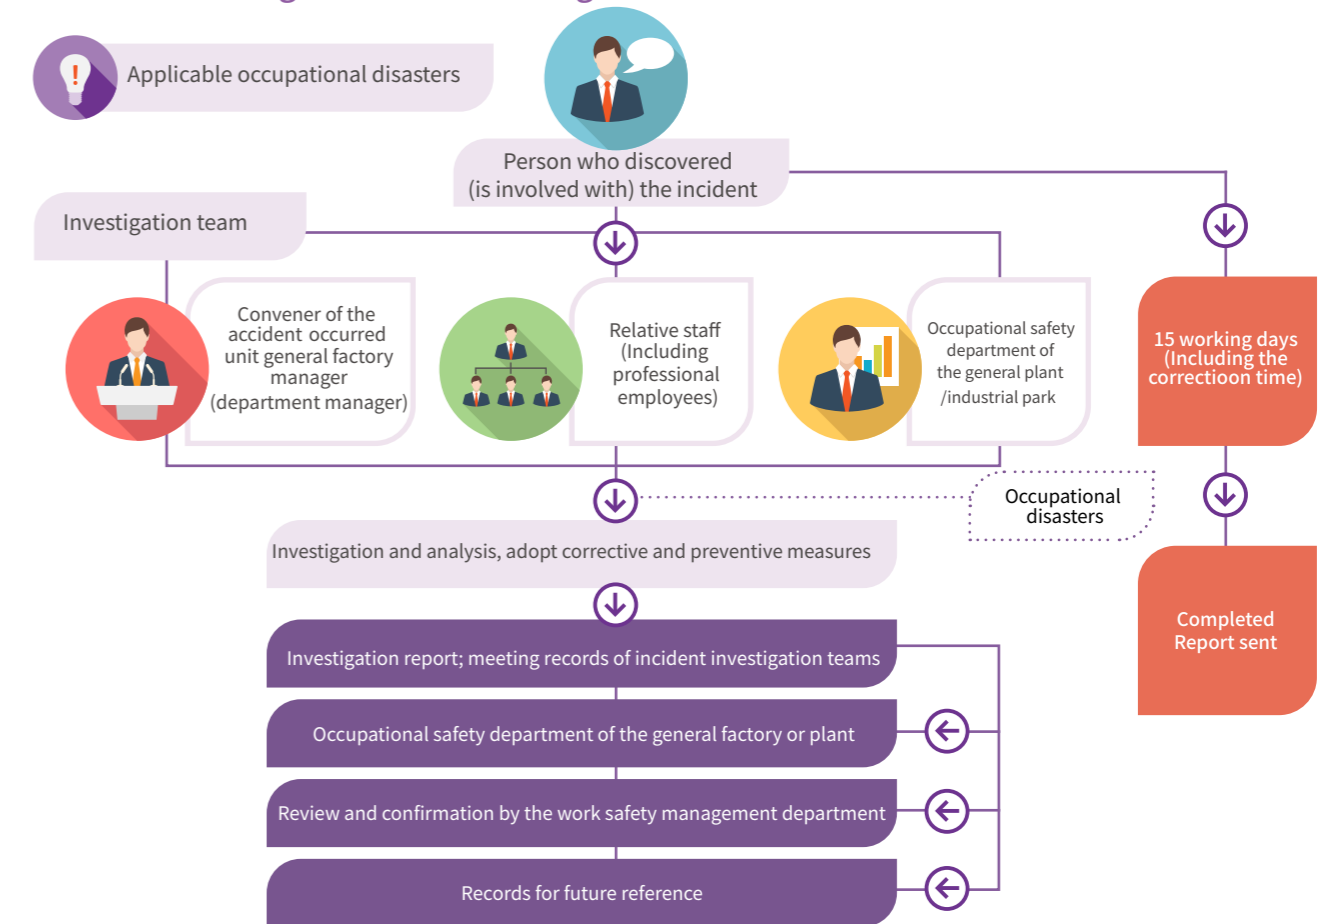 Applicable occupational disasters
Person who discovered
(is involved with) the incident
Investigation team
Convener of the
accident occurred
unit general factory
manager
(department manager)
Relative staff
(Including
professional
employees)
Occupational safety
department of
the general plant
/industrial park
15 working days
(Including the
correctioon time)
Occupational
disasters
Investigation and analysis, adopt corrective and preventive measures
Completed
Report sent
Investigation report; meeting records of incident investigation teams
Occupational safety department of the general factory or plant
Review and confirmation by the work safety management department
Records for future reference